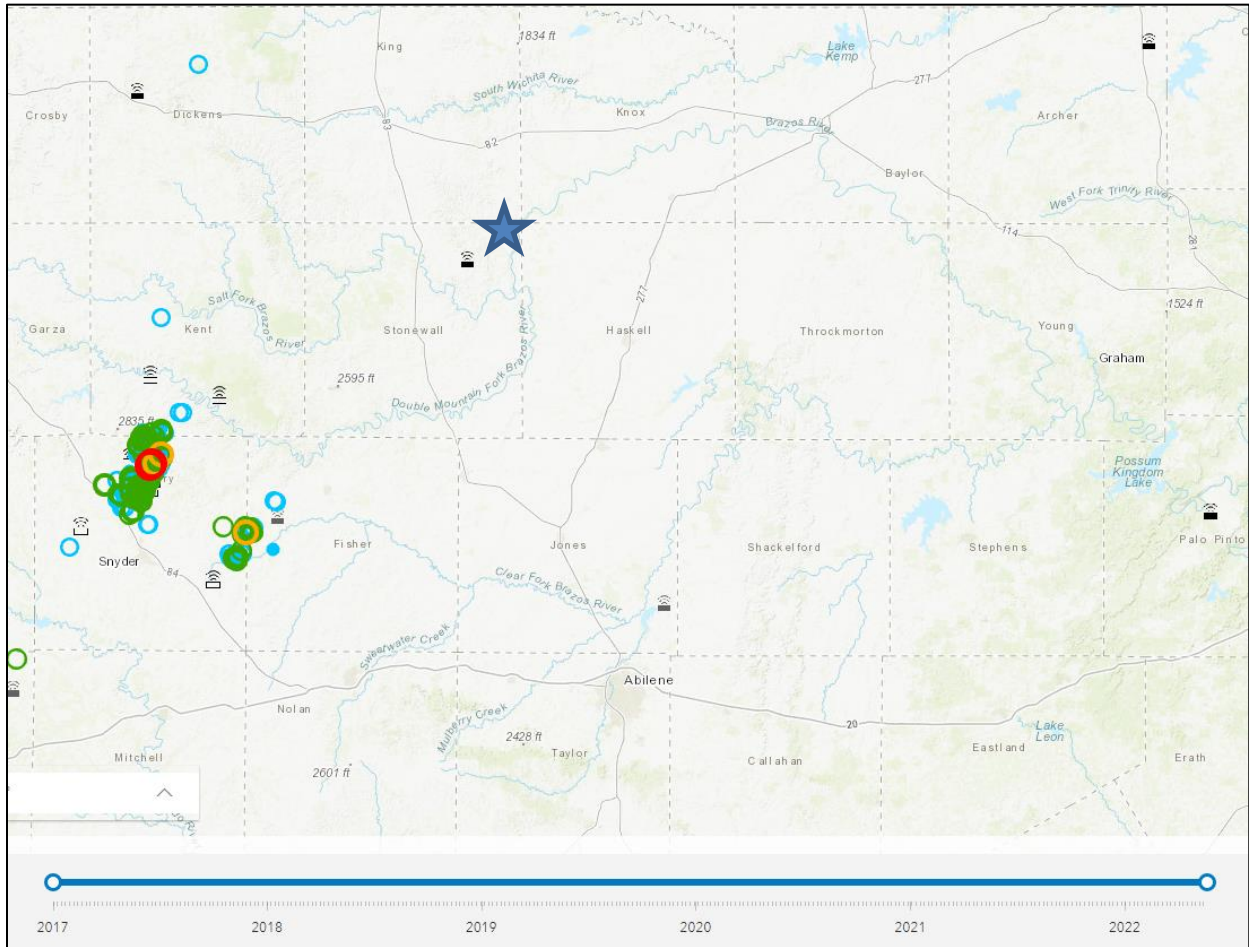 King
1834 ft
Lake
Kemp
277
Crosby
Dickens
South Wichita River
83
Knox
82
Brazos River
Archer
Baylor
West Fork Trinity River
114
281
Salt Fork
Brazos
River
Garza
Kent
Stonewall
277
Haskell
Throckmorton
Young
1524 ft
Graham
2595 ft
Double Mountain Fork Brazos River
2835 ft
Possum
Kingdom
Lake
Snyder
84
Fisher
Jones
Shackelford
Stephens
Palo Pinto
Clear Fork Brazos River
Sweetwater Creek
Abilene
Nolan
Mulberry Creek
2428 ft
Taylor
20
Callahan
Eastland
Lake
Leon
Erath
Mitchell
2601 ft
2017
2018
2019
2020
2021
2022